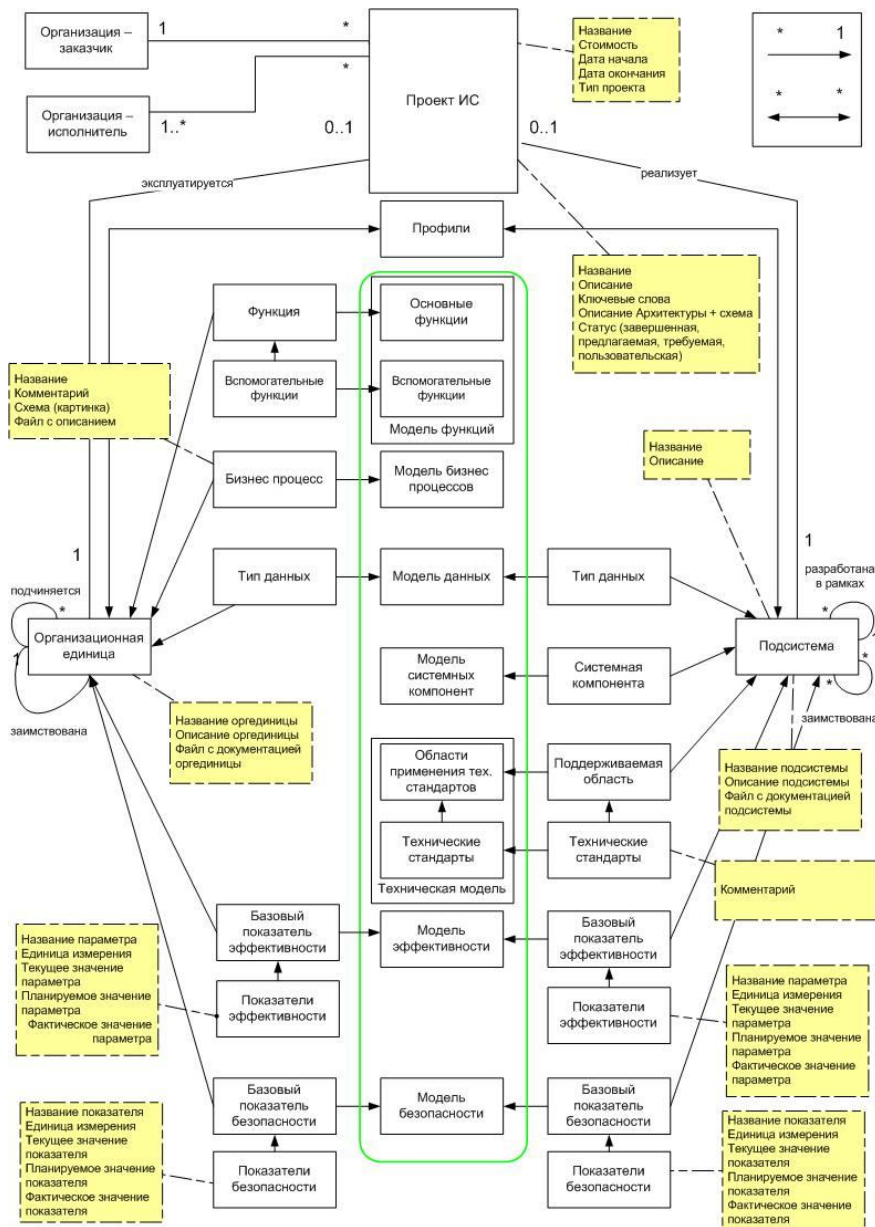 Организация –
заказчик
1
*
Проект ИС
Название
Стоимость
Дата начала
Дата окончания
Тип проекта
*
1
*
*
Организация –
исполнитель
1..*
*
0..1
0..1
эксплуатируется
реализует
Профили
Функция
Основные
функции
Название
Описание
Ключевые слова
Описание Архитектуры + схема
Статус (завершенная,
предлагаемая, требуемая,
пользовательская)
Вспомогательные
функции
Вспомогательные
функции
Модель функций
Название
Комментарий
Схема (картинка)
Файл с описанием
Название
Описание
Бизнес процесс
Модель бизнес
процессов
1
1
Тип данных
Модель данных
Тип данных
подчиняется
*
разработана
в рамках
*
Организационная
единица
1
Подсистема
*
*
заимствована
заимствована
Модель
системных
компонент
Системная
компонента
Название оргединицы
Описание оргединицы
Файл с документацией
оргединицы
Области
применения тех.
стандартов
Поддерживаемая
область
Название подсистемы
Описание подсистемы
Файл с документацией
подсистемы
Технические
стандарты
Технические
стандарты
Техническая модель
Комментарий
Базовый
показатель
эффективности
Модель
эффективности
Базовый
показатель
эффективности
Название параметра
Единица измерения
Текущее значение
параметра
Планируемое значение
параметра
Фактическое значение
параметра
Показатели
эффективности
Показатели
эффективности
Название параметра
Единица измерения
Текущее значение
параметра
Планируемое значение
параметра
Фактическое значение
параметра
Базовый
показатель
безопасности
Модель
безопасности
Базовый
показатель
безопасности
Название показателя
Единица измерения
Текущее значение
показателя
Планируемое значение
показателя
Фактическое значение
показателя
Показатели
безопасности
Показатели
безопасности
Название показателя
Единица измерения
Текущее значение
показателя
Планируемое значение
показателя
Фактическое значение
показателя